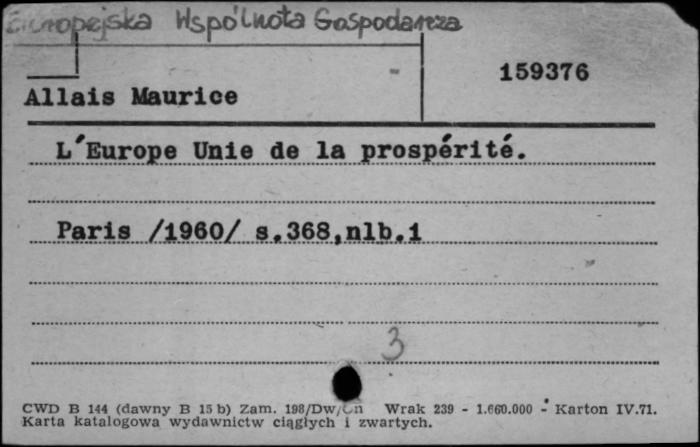 Europejska Wspólnota Gospodarcza
159376
Allais Maurice
L'Europe Unie de la prospérité.
Paris /1960/ s.368,nlb.1
3
CWD B 144 (dawny B 15 b) Zam. 198/Dw/Gn Wrak 239 - 1.660.000 - Karton IV.71.
Karta katalogowa wydawnictw ciągłych i zwartych.